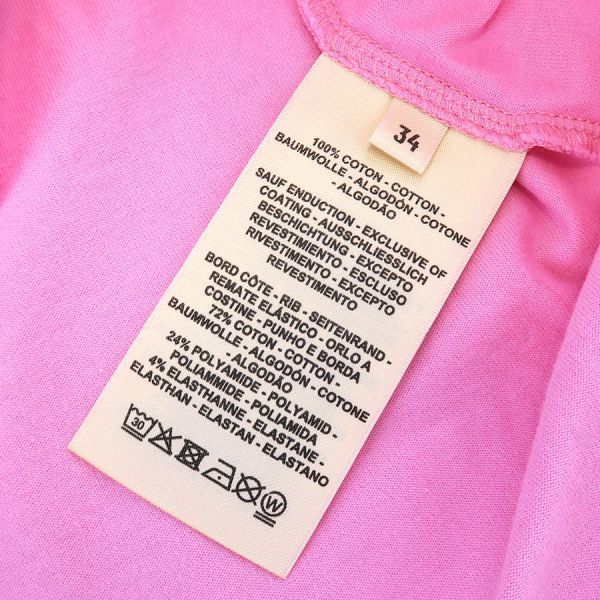 34
100% COTON - COTTON -
BAUMWOLLE - ALGODÓN - COTONE
- ALGODÃO
SAUF ENDUCTION - EXCLUSIVE OF
COATING - AUSSCHLIESSLICH
BESCHICHTUNG - EXCEPTO
REVESTIMIENTO - ESCLUSO
RIVESTIMENTO - EXCEPTO
REVESTIMENTO
BORD CÔTE - RIB - SEITENRAND -
REMATE ELÁSTICO - ORLO A
COSTINE - PUNHO E BORDA
72% COTON - COTTON -
BAUMWOLLE - ALGODÓN - COTONE
- ALGODÃO
24% POLYAMIDE - POLYAMID -
POLIAMMIDE - POLIAMIDA
4% ELASTHANNE - ELASTANE -
ELASTHAN - ELASTAN - ELASTANO
30 W